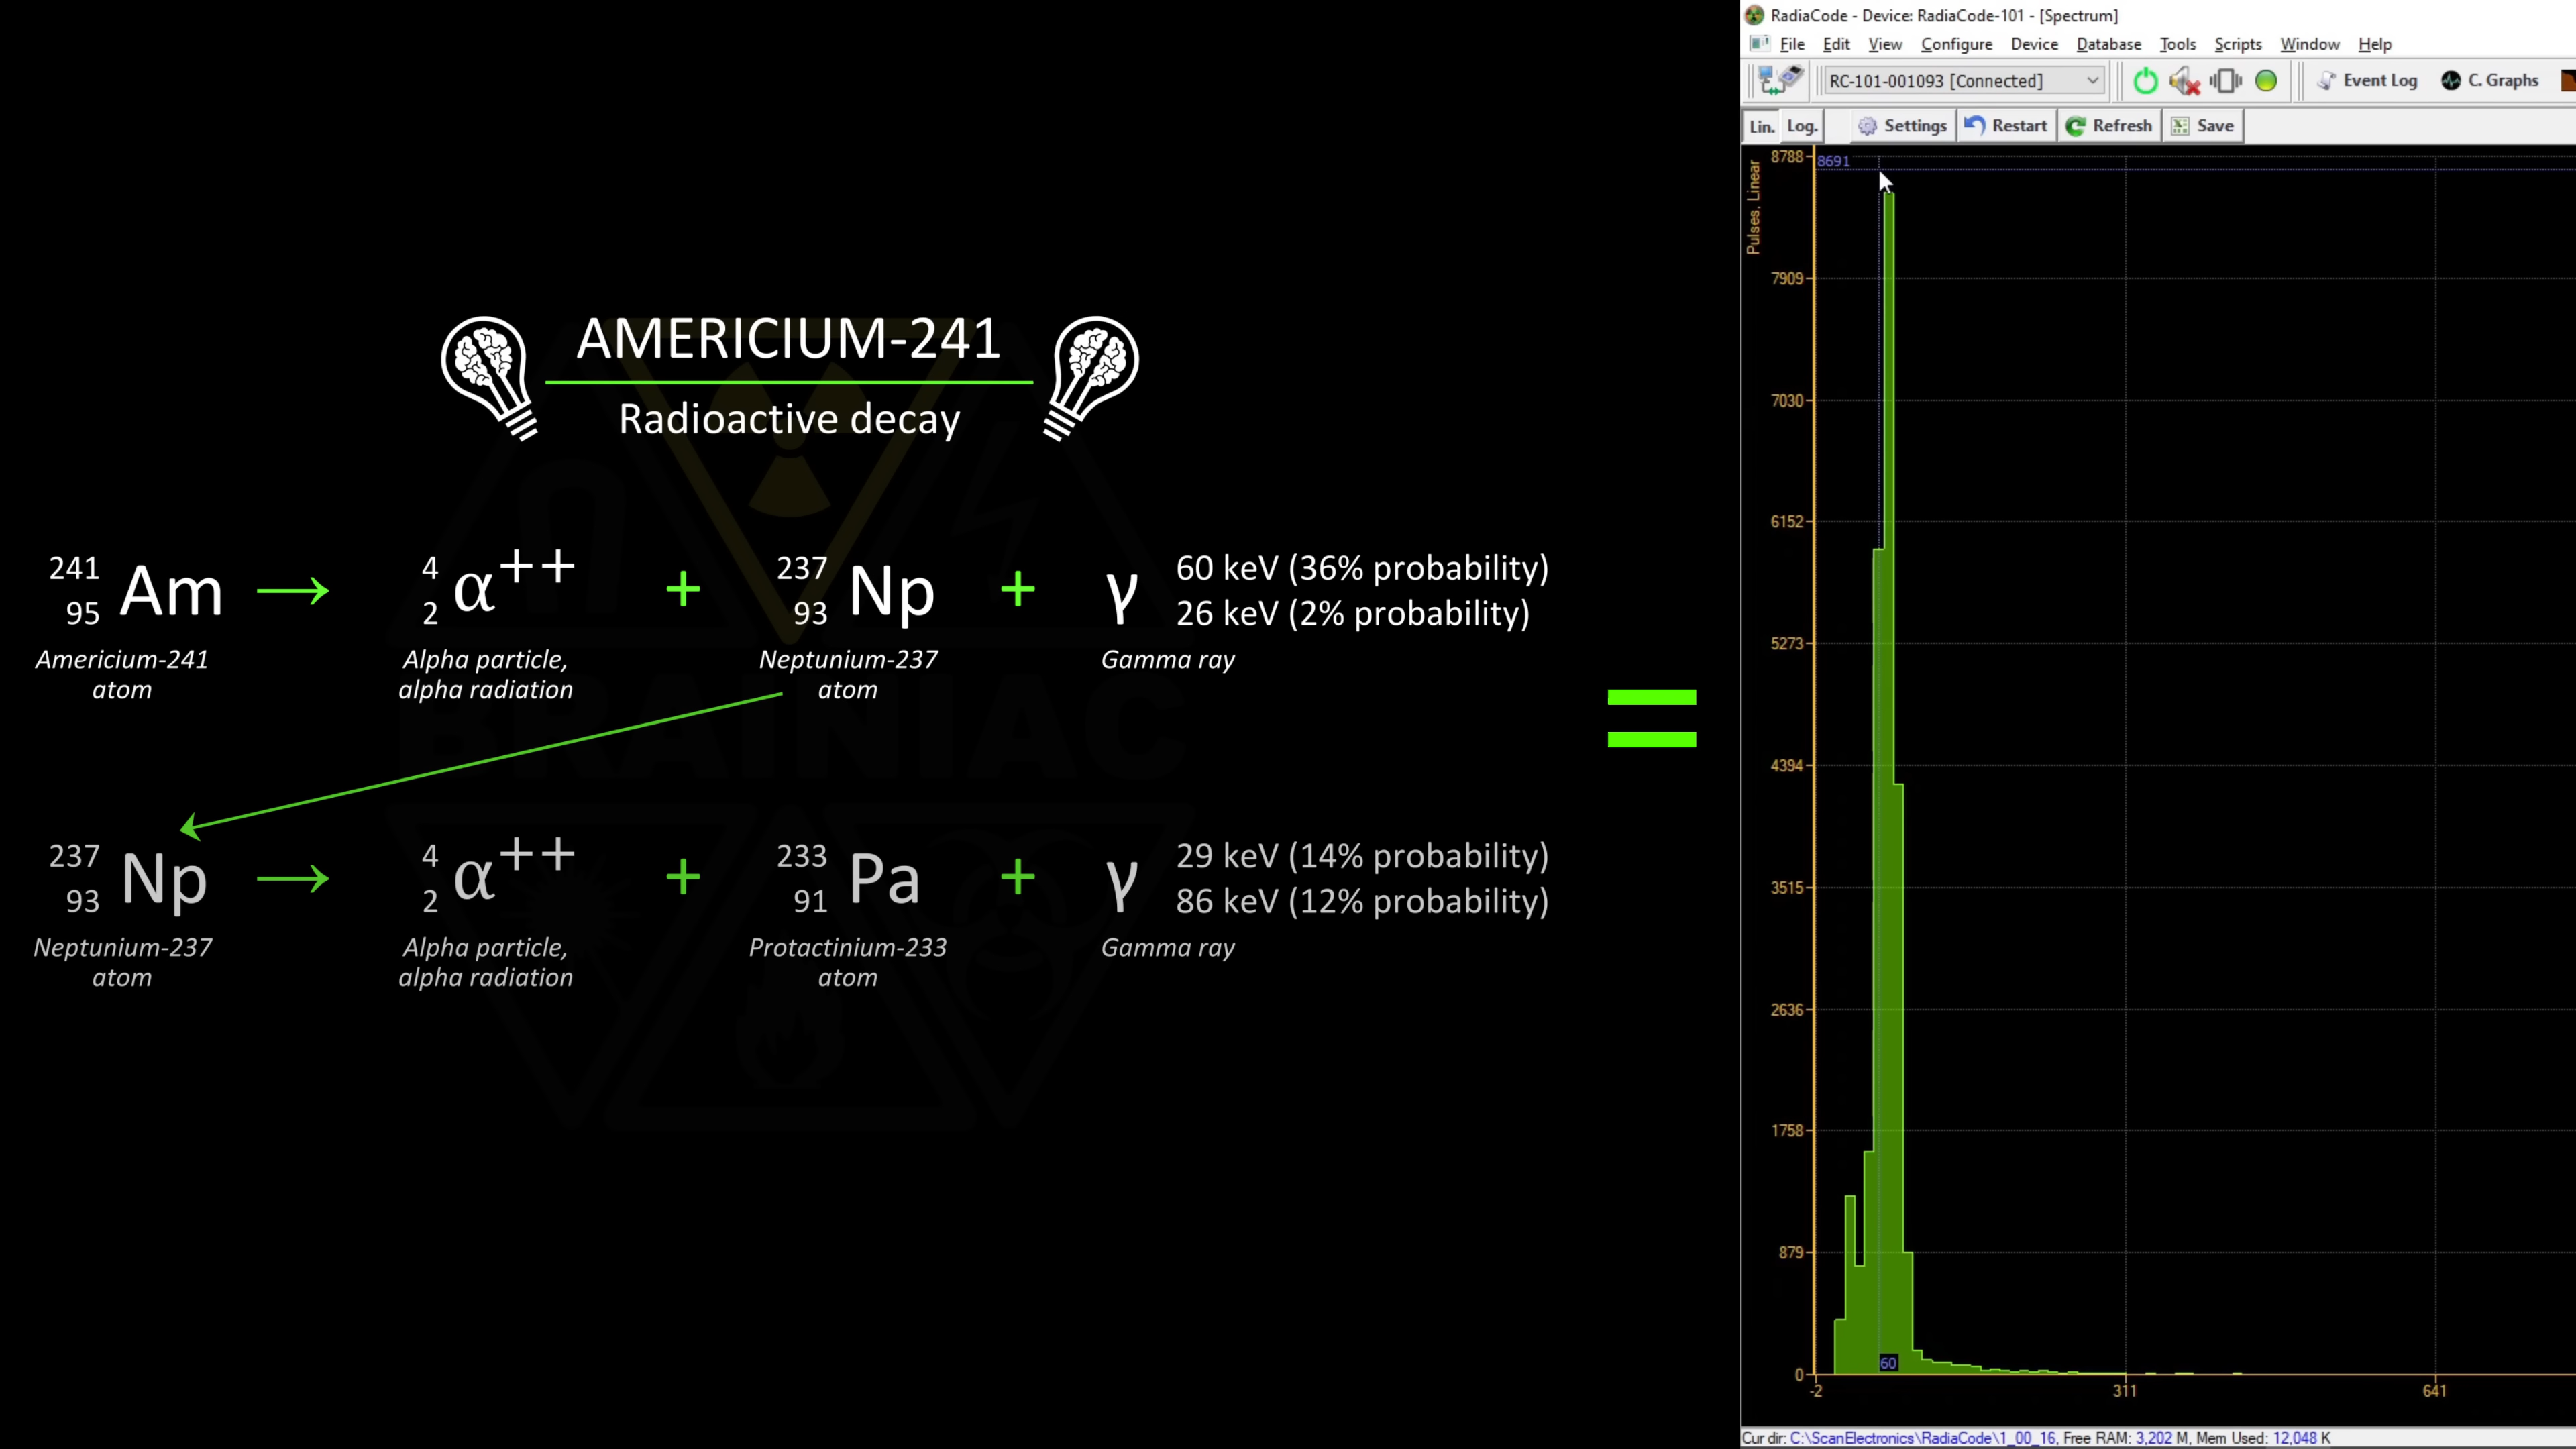 AMERICIUM-241
Radioactive decay
241 95 Am → 4 2 α++ + 237 93 Np + γ 60 keV (36% probability)
26 keV (2% probability)
Americium-241 atom
Alpha particle, alpha radiation
Neptunium-237 atom
Gamma ray
237 93 Np → 4 2 α++ + 233 91 Pa + γ 29 keV (14% probability)
86 keV (12% probability)
Neptunium-237 atom
Alpha particle, alpha radiation
Protactinium-233 atom
Gamma ray
=
BRAINIAC
RadiaCode - Device: RadiaCode-101 - [Spectrum]
File Edit View Configure Device Database Tools Scripts Window Help
RC-101-001093 [Connected] Event Log C. Graphs
Lin. Log. Settings Restart Refresh Save
Pulses, Linear
8788
8691
7909
7030
6152
5273
4394
3515
2636
1758
879
0
60
-2 311 641
Cur dir: C:\ScanElectronics\RadiaCode\1_00_16, Free RAM: 3,202 M, Mem Used: 12,048 K